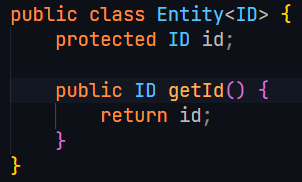 public class Entity<ID> {
    protected ID id;

    public ID getId() {
        return id;
    }
}